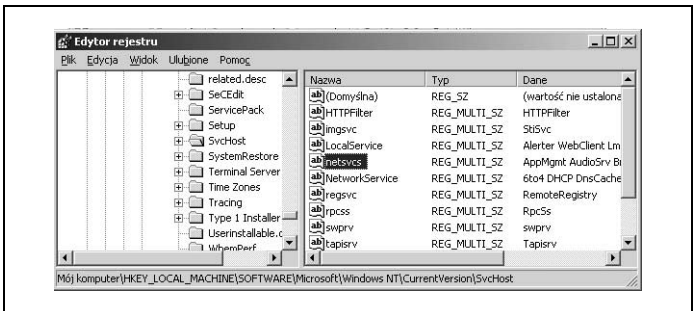 Edytor rejestru
Plik Edycja Widok Ulubione Pomoc
related.desc
SeCEdit
ServicePack
Setup
SvcHost
SystemRestore
Terminal Server
Time Zones
Tracing
Type 1 Installer
Userinstallable.c
WbemPerf
Nazwa Typ Dane
(Domyślna) REG_SZ (wartość nie ustalona
HTTPFilter REG_MULTI_SZ HTTPFilter
imgsvc REG_MULTI_SZ StiSvc
LocalService REG_MULTI_SZ Alerter WebClient Lm
netsvcs REG_MULTI_SZ AppMgmt AudioSrv Br
NetworkService REG_MULTI_SZ 6to4 DHCP DnsCache
regsvc REG_MULTI_SZ RemoteRegistry
rpcss REG_MULTI_SZ RpcSs
swprv REG_MULTI_SZ swprv
tapisrv REG_MULTI_SZ Tapisrv
Mój komputer\HKEY_LOCAL_MACHINE\SOFTWARE\Microsoft\Windows NT\CurrentVersion\SvcHost